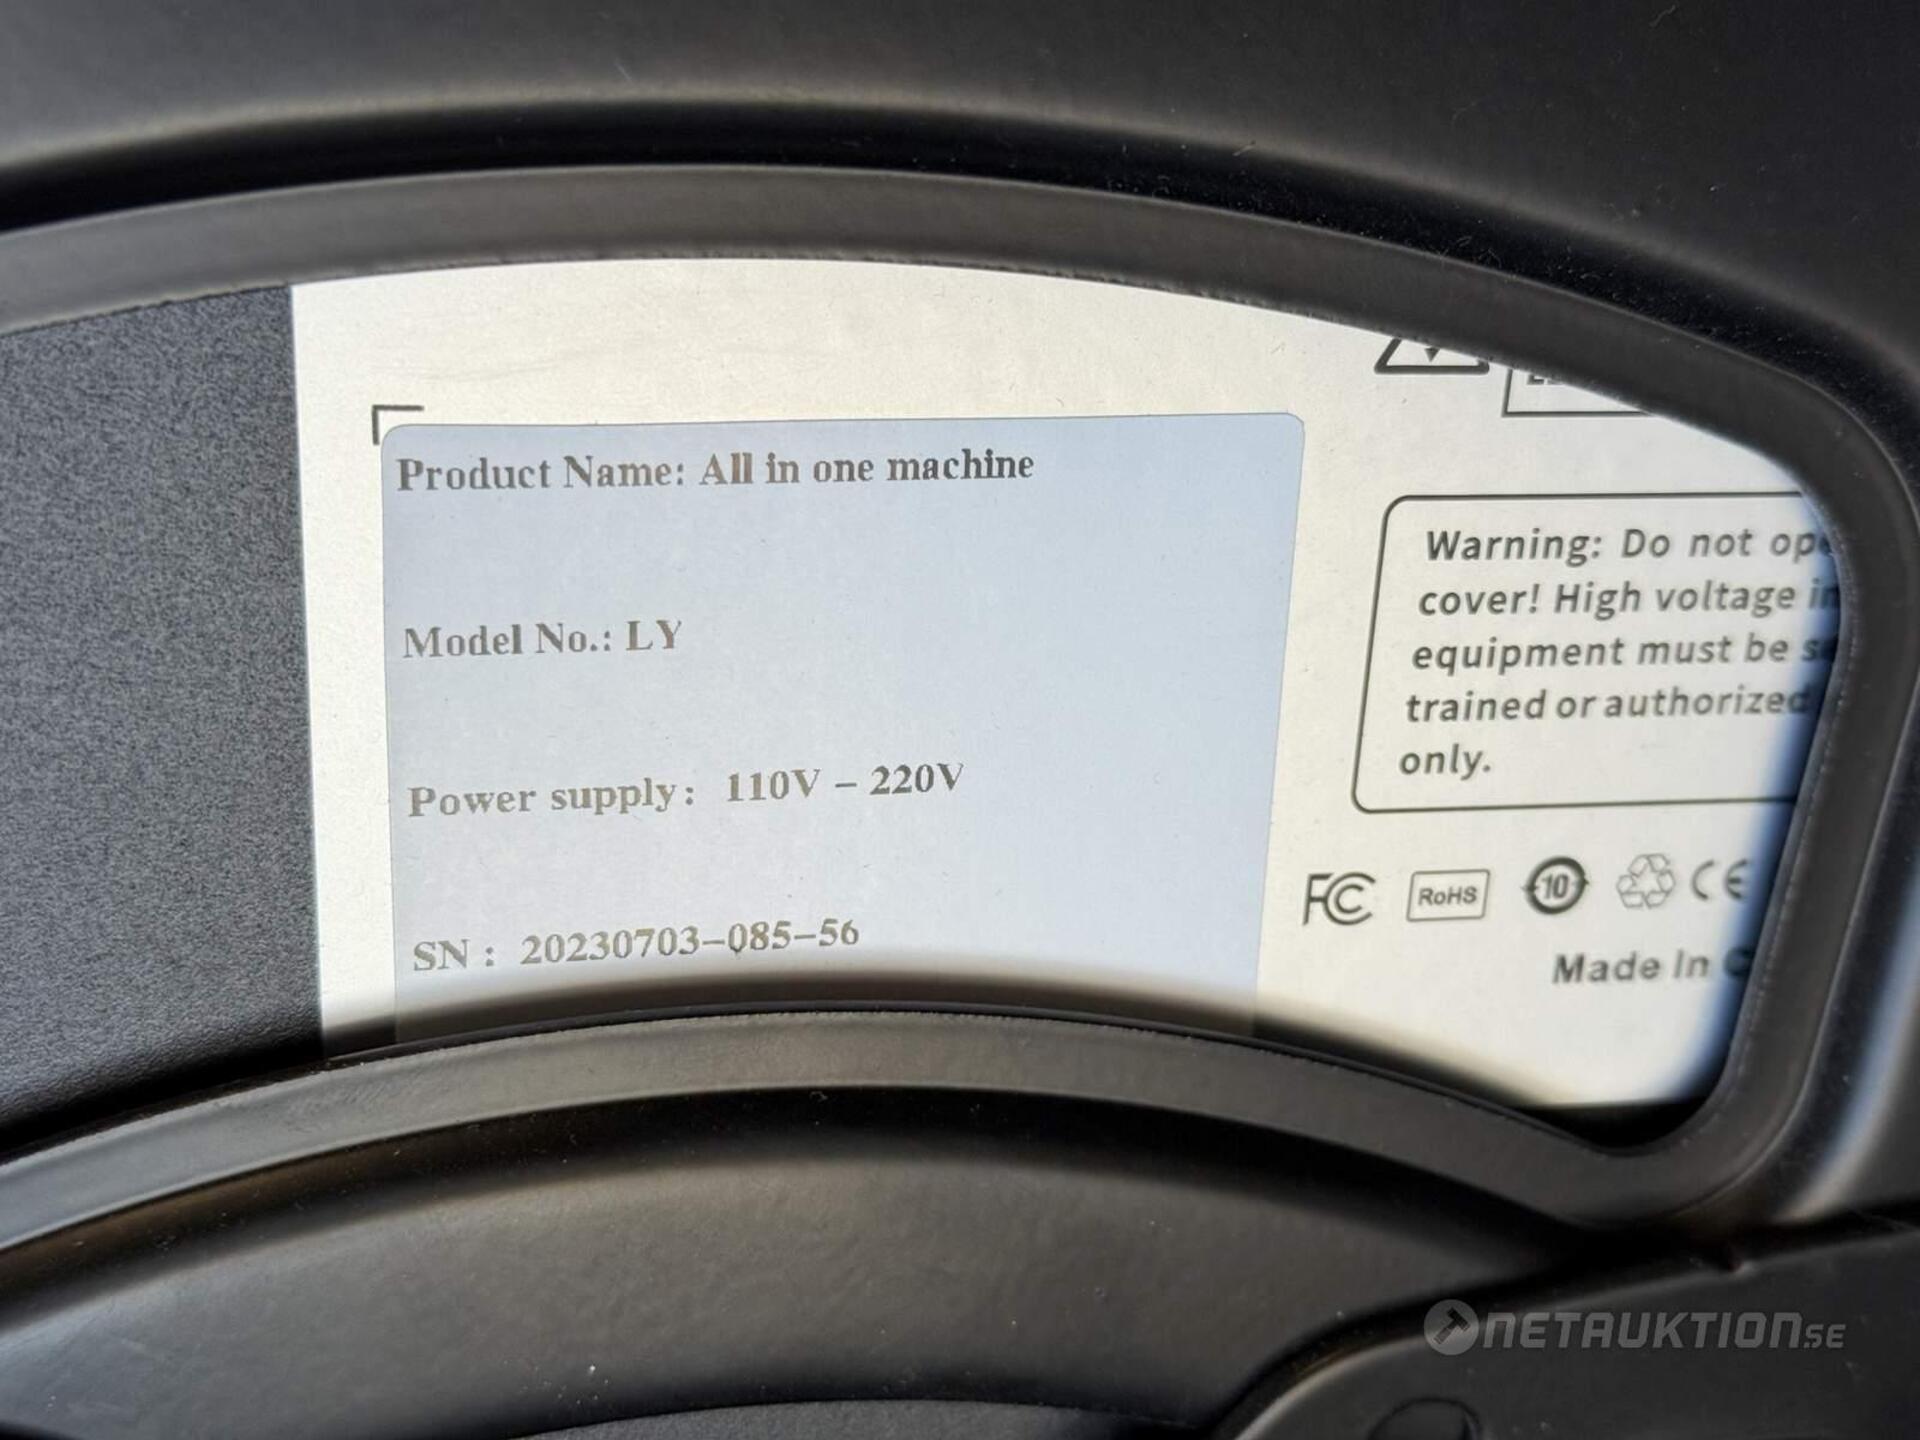 Product Name: All in one machine
Model No.: LY
Power supply: 110V – 220V
SN: 20230703–085–56
Warning: Do not
cover! High voltage
equipment must be
trained or authorized
only.
FC RoHS 10 CE
Made In
NETAUKTION.SE